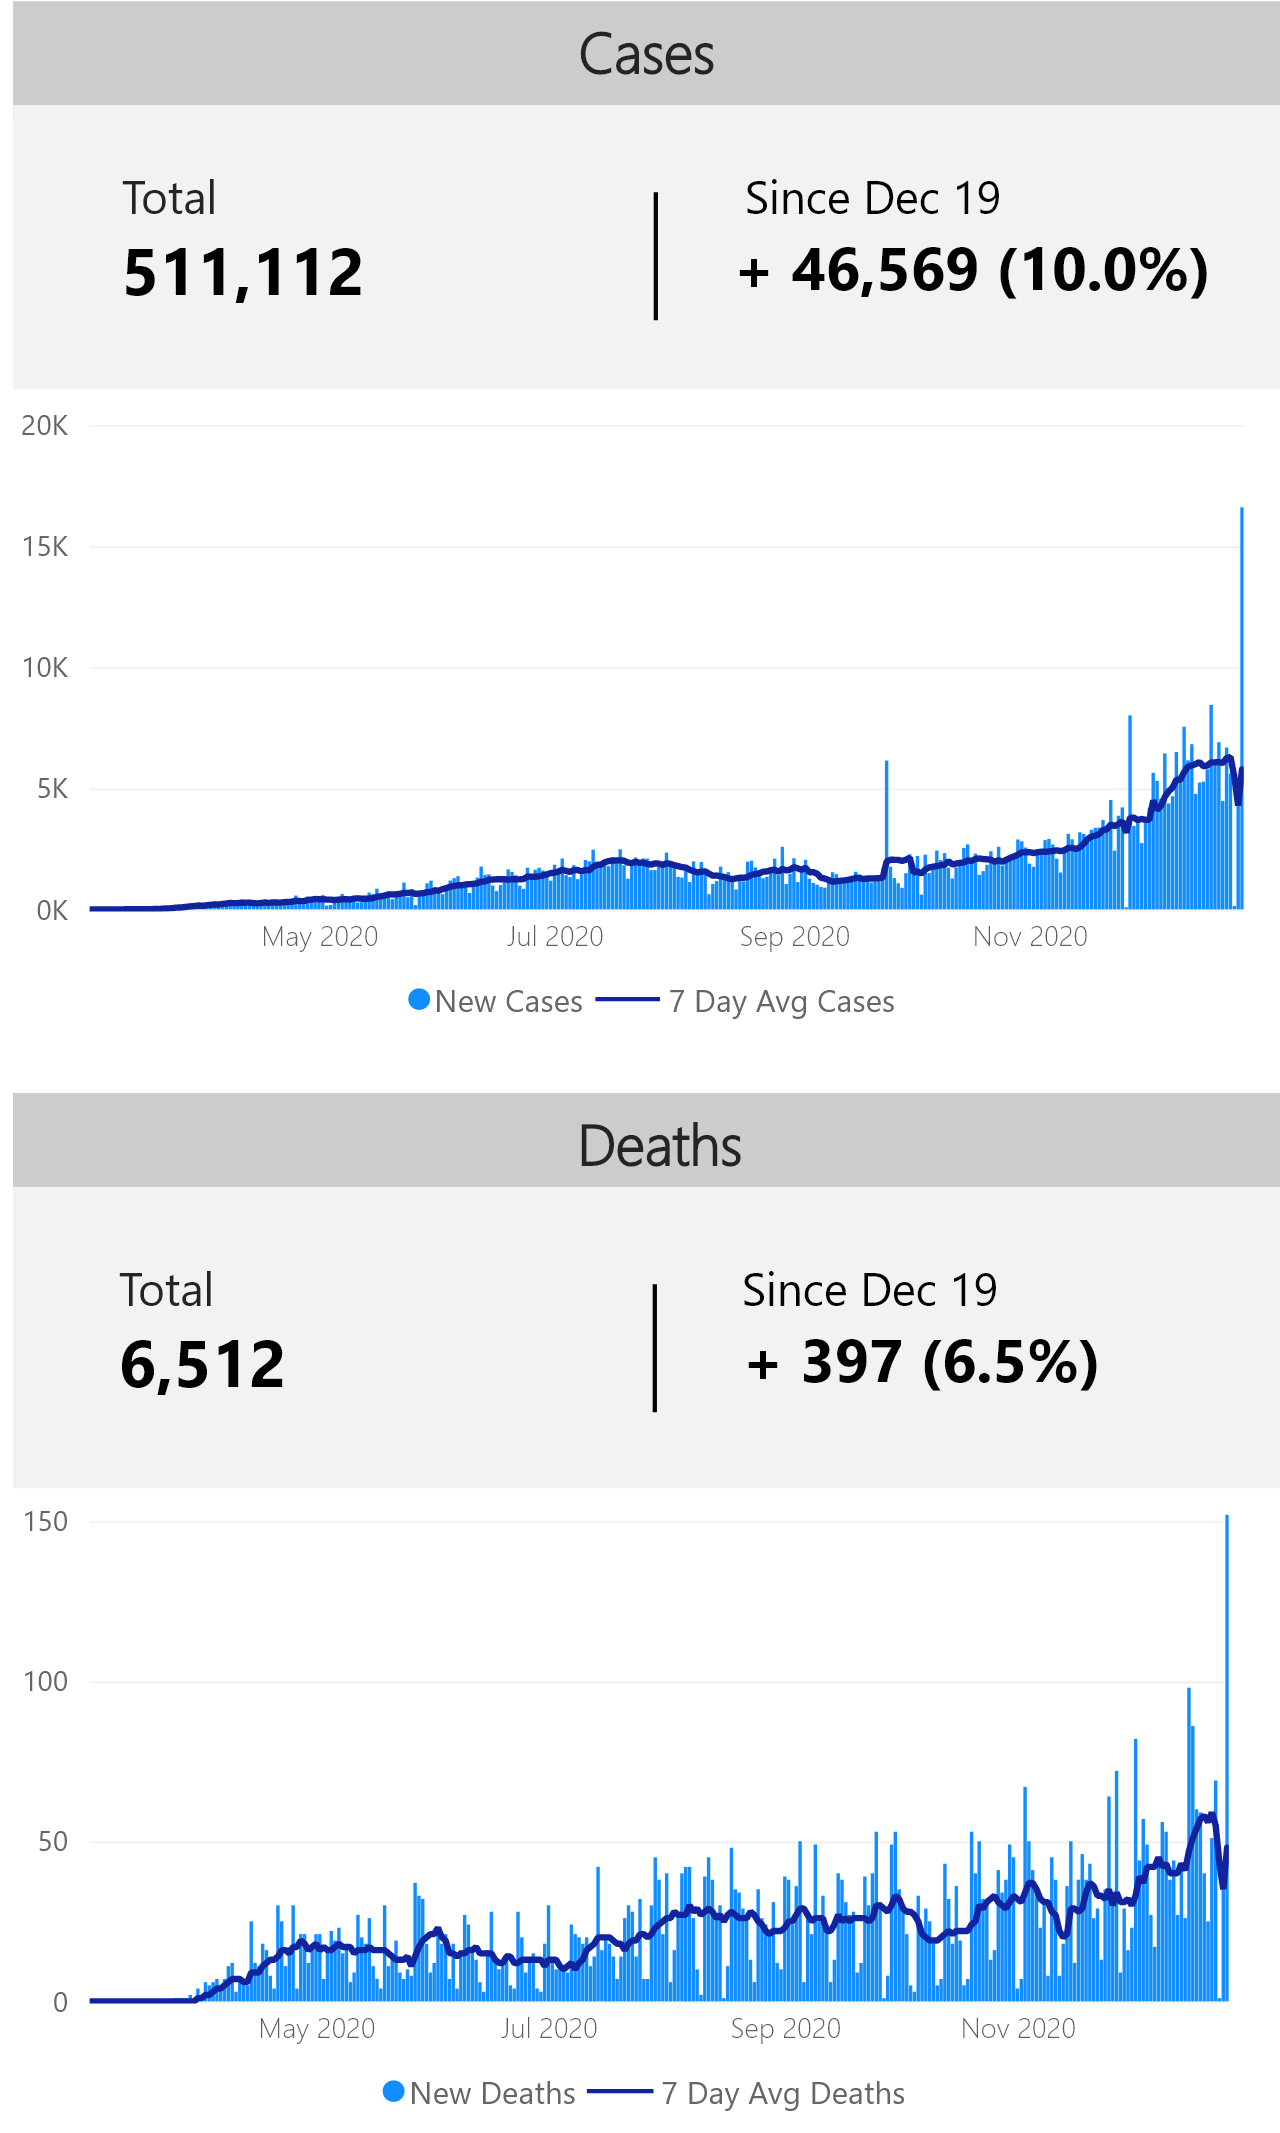 Cases
Total
Since Dec 19
511,112
+ 46,569 (10.0%)
20K
15K
10K
5K
0K
May 2020
Jul 2020
Sep 2020
Nov 2020
New Cases
7 Day Avg Cases
Deaths
Total
Since Dec 19
6,512
+ 397 (6.5%)
150
100
50
0
May 2020
Jul 2020
Sep 2020
Nov 2020
New Deaths
7 Day Avg Deaths